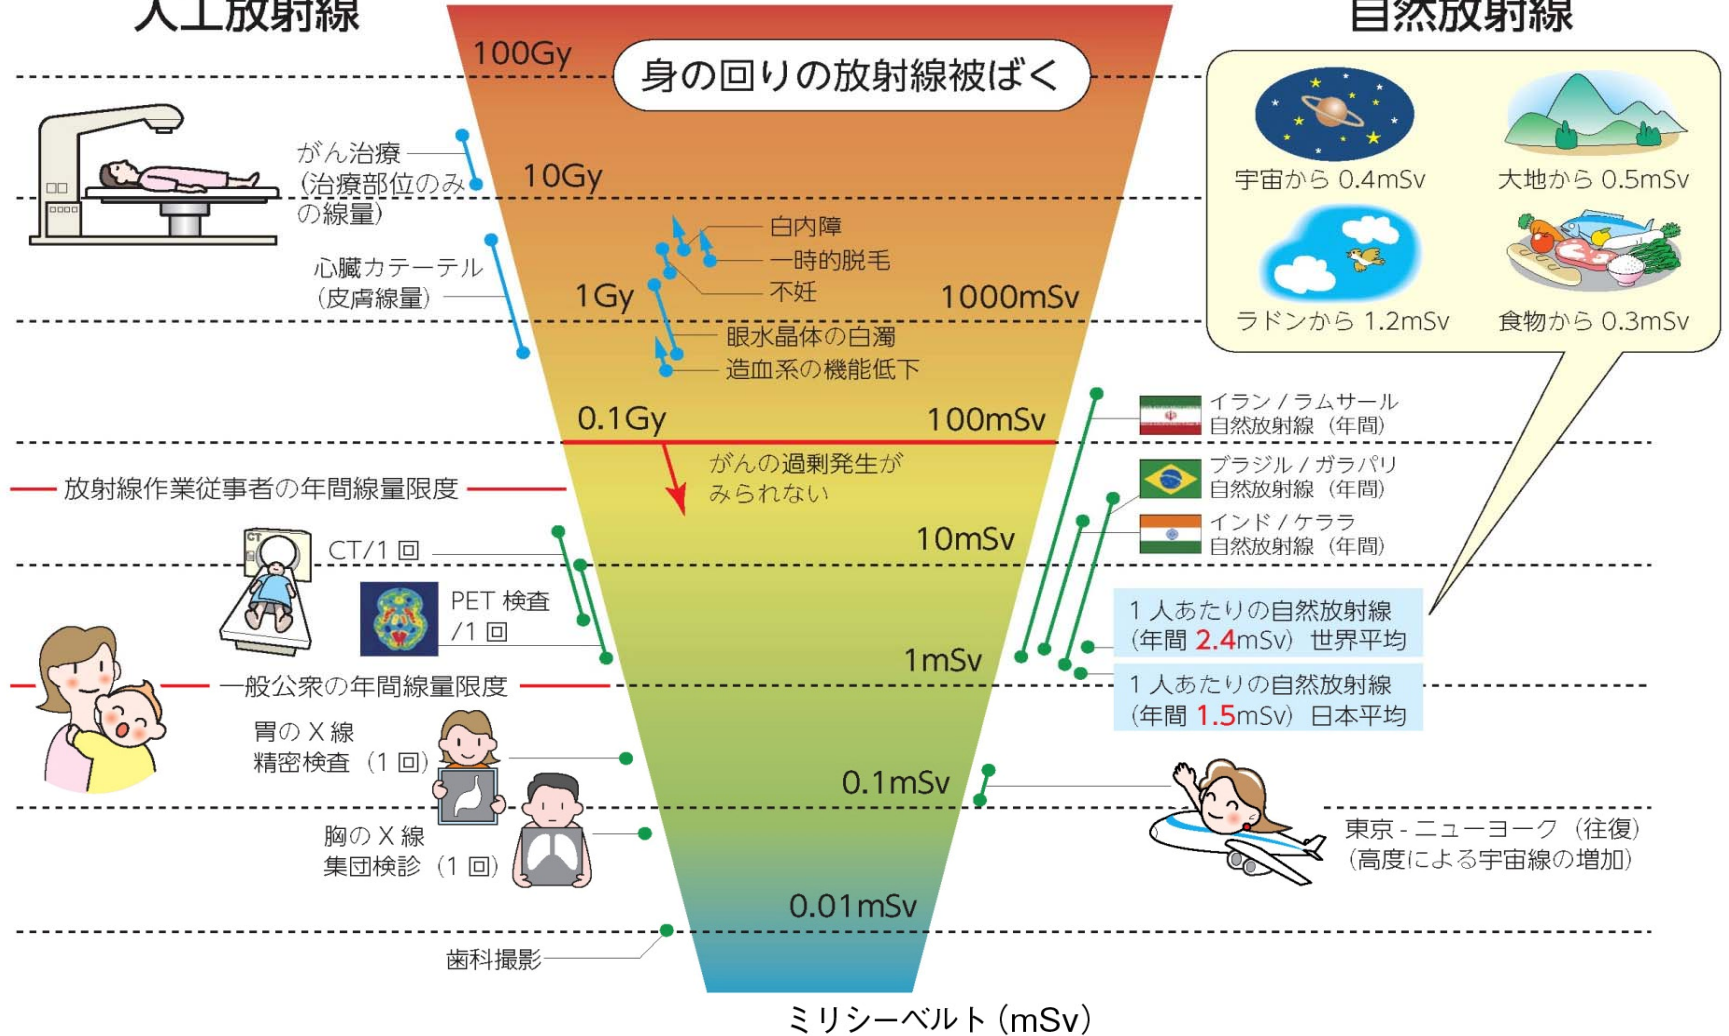 人工放射線
自然放射線
身の回りの放射線被ばく
100Gy
10Gy
1Gy
1000mSv
0.1Gy
100mSv
10mSv
1mSv
0.1mSv
0.01mSv
がん治療
(治療部位のみ
の線量)
心臓カテーテル
(皮膚線量)
白内障
一時的脱毛
不妊
眼水晶体の白濁
造血系の機能低下
がんの過剰発生が
みられない
放射線作業従事者の年間線量限度
CT
CT/1 回
PET 検査
/1 回
一般公衆の年間線量限度
胃の X 線
精密検査 (1 回)
胸の X 線
集団検診 (1 回)
歯科撮影
宇宙から 0.4mSv
大地から 0.5mSv
ラドンから 1.2mSv
食物から 0.3mSv
イラン / ラムサール
自然放射線 (年間)
ブラジル / ガラパリ
自然放射線 (年間)
インド / ケララ
自然放射線 (年間)
1 人あたりの自然放射線
(年間 2.4mSv) 世界平均
1 人あたりの自然放射線
(年間 1.5mSv) 日本平均
東京 - ニューヨーク (往復)
(高度による宇宙線の増加)
ミリシーベルト (mSv)